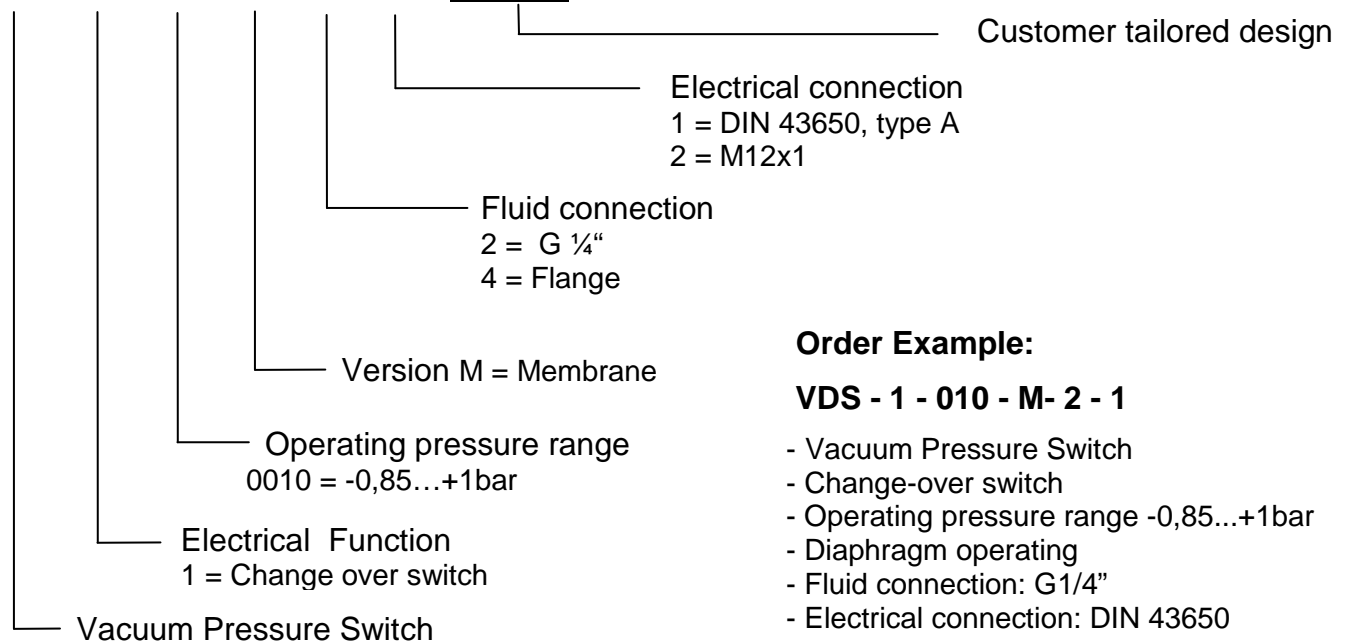 Customer tailored design
Electrical connection
1 = DIN 43650, type A
2 = M12x1
Fluid connection
2 = G ¼“
4 = Flange
Version M = Membrane
Operating pressure range
0010 = -0,85…+1bar
Electrical Function
1 = Change over switch
Vacuum Pressure Switch
Order Example:
VDS - 1 - 010 - M- 2 - 1
- Vacuum Pressure Switch
- Change-over switch
- Operating pressure range -0,85...+1bar
- Diaphragm operating
- Fluid connection: G1/4”
- Electrical connection: DIN 43650